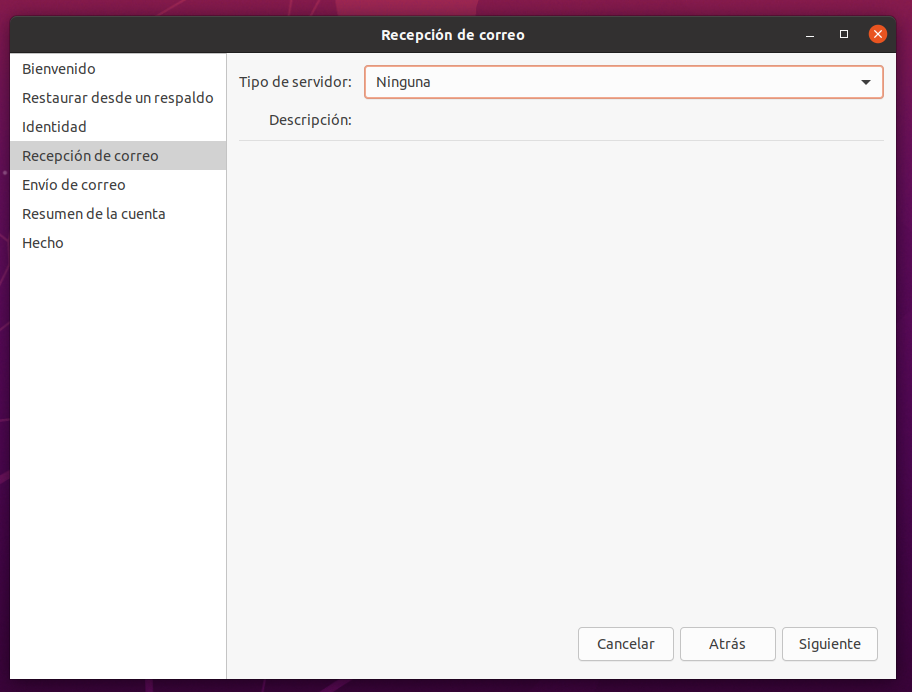 Recepción de correo
Bienvenido
Restaurar desde un respaldo
Identidad
Recepción de correo
Envío de correo
Resumen de la cuenta
Hecho
Tipo de servidor: Ninguna
Descripción:
Cancelar Atrás Siguiente